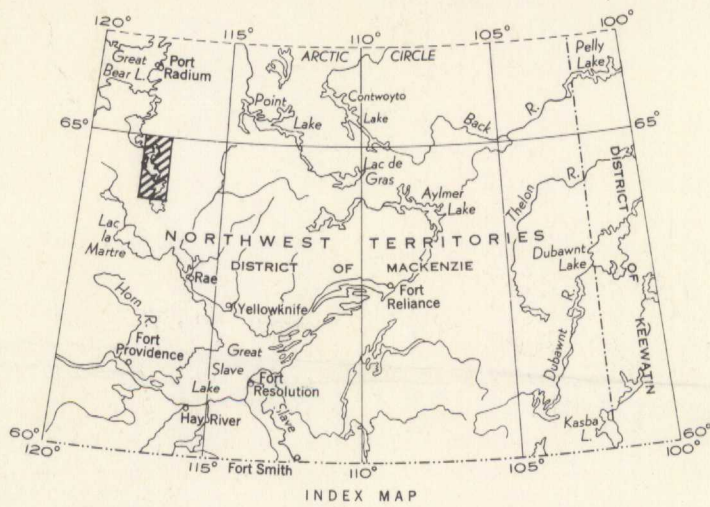 120°
115°
110°
105°
100°
Great
Bear L.
Port
Radium
ARCTIC CIRCLE
Pelly
Lake
Point
Lake
Contwoyto
Lake
Back R.
65°
65°
Lac de
Gras
Aylmer
Lake
Thelon R.
DISTRICT OF KEEWATIN
Lac
la
Martre
NORTHWEST TERRITORIES
DISTRICT OF MACKENZIE
Dubawnt
Lake
Rae
Horn R.
Yellowknife
Fort
Reliance
Dubawnt R.
Fort
Providence
Great
Slave
Lake
Fort
Resolution
Slave
Hay River
Kasba
L.
Fort Smith
60°
60°
120°
115°
110°
105°
100°
INDEX MAP